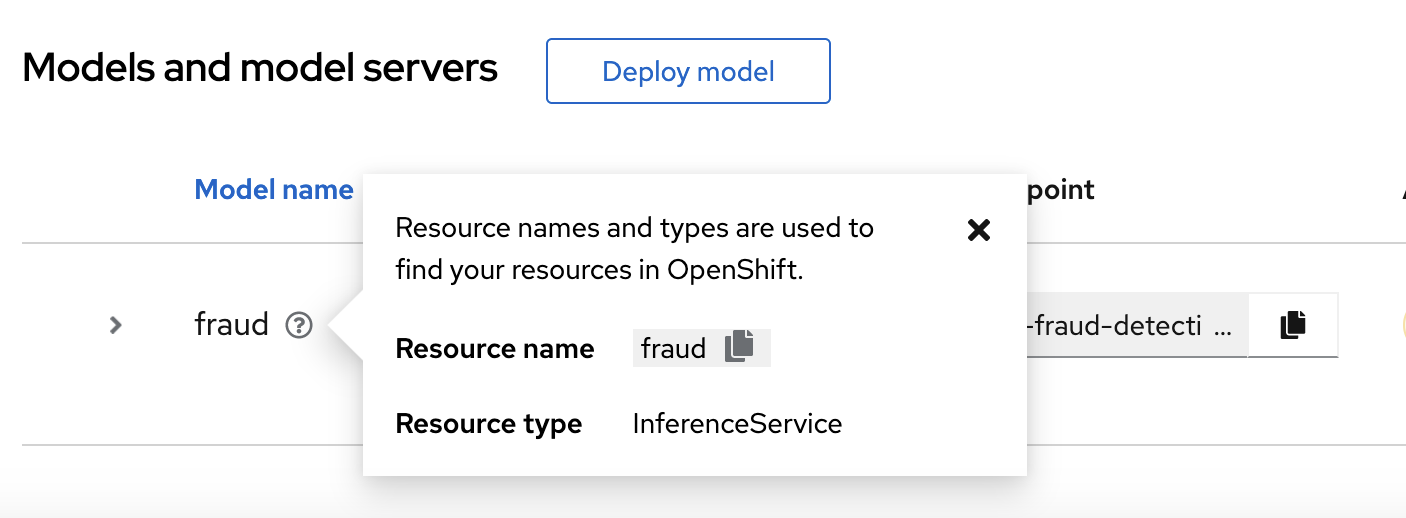 Models and model servers
Deploy model
Model name
point
Resource names and types are used to
find your resources in OpenShift.
fraud
Resource name fraud
-fraud-detecti ...
Resource type InferenceService